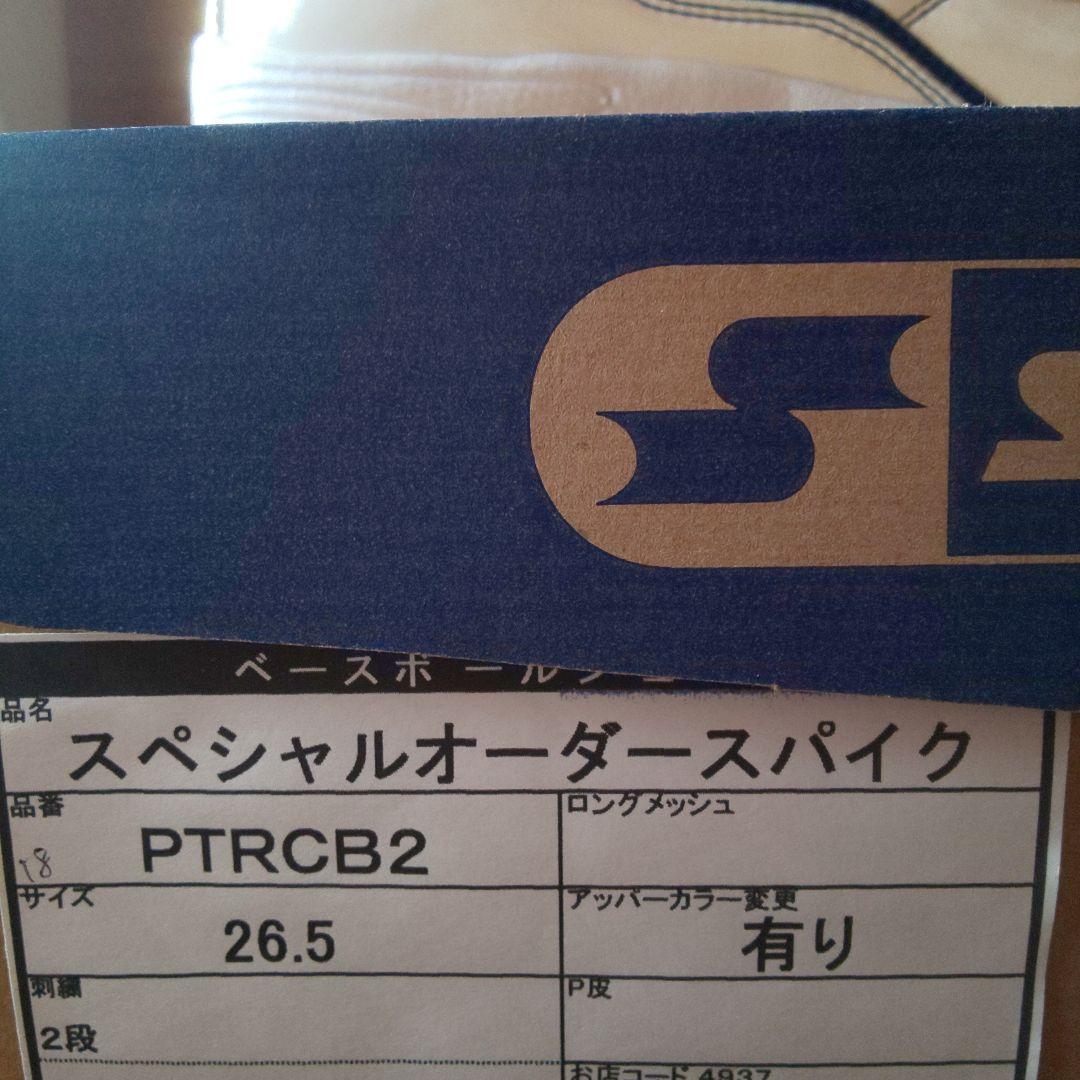 ベースボールシュ
品名
スペシャルオーダースパイク
品番
PTRCB2
ロングメッシュ
18
サイズ
26.5
アッパーカラー変更
有り
刺繍
2段
P皮
お店コード 4937